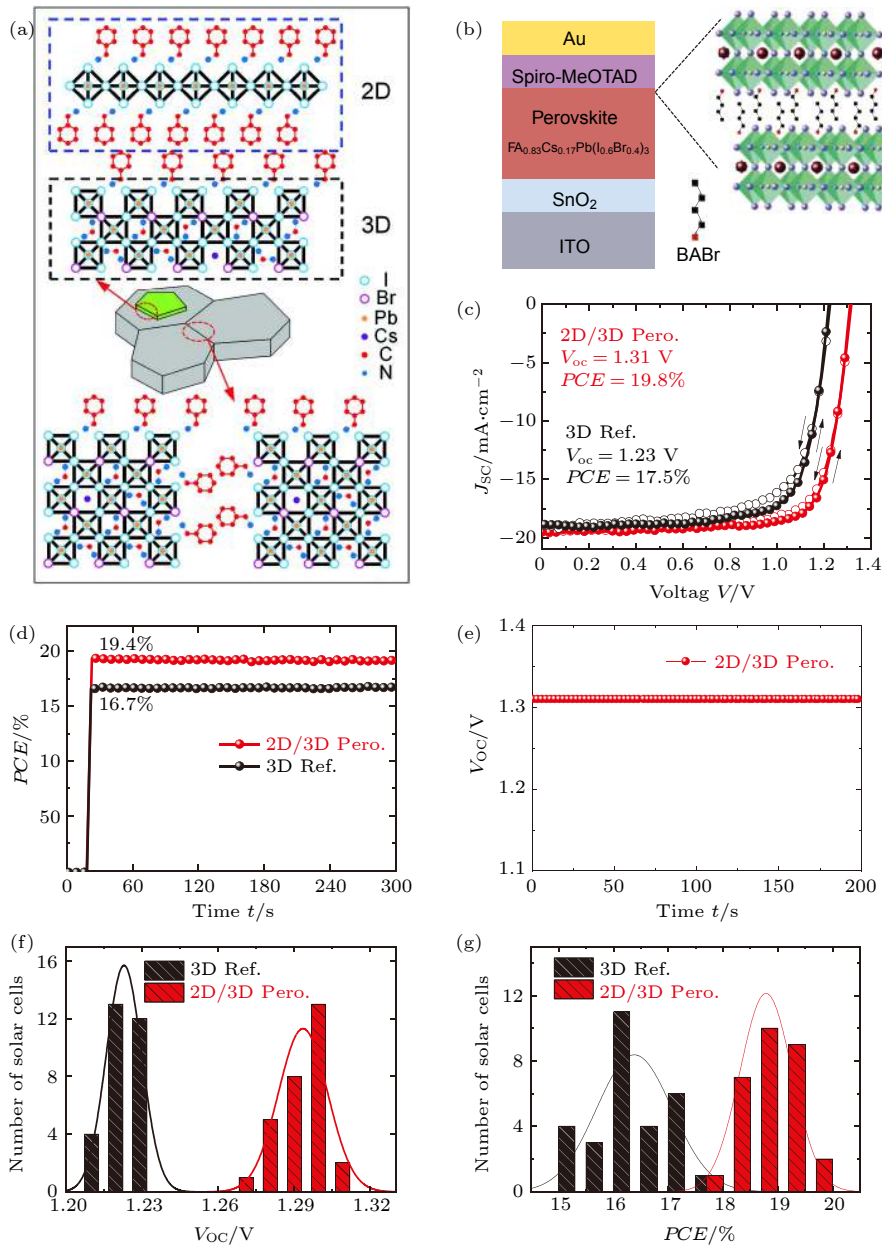 (a)
2D
3D
I
Br
Pb
Cs
C
N
(b)
Au
Spiro-MeOTAD
Perovskite
FA0.83Cs0.17Pb(I0.6Br0.4)3
SnO2
ITO
BABr
(c)
2D/3D Pero.
Voc = 1.31 V
PCE = 19.8%
3D Ref.
Voc = 1.23 V
PCE = 17.5%
0
−5
−10
−15
−20
JSC/mA·cm−2
0 0.2 0.4 0.6 0.8 1.0 1.2 1.4
Voltag V/V
(d)
19.4%
16.7%
2D/3D Pero.
3D Ref.
20
15
10
50
PCE/%
0 60 120 180 240 300
Time t/s
(e)
2D/3D Pero.
1.4
1.3
1.2
1.1
VOC/V
0 50 100 150 200
Time t/s
(f)
3D Ref.
2D/3D Pero.
16
12
8
4
0
Number of solar cells
1.20 1.23 1.26 1.29 1.32
VOC/V
(g)
3D Ref.
2D/3D Pero.
12
8
4
0
Number of solar cells
15 16 17 18 19 20
PCE/%